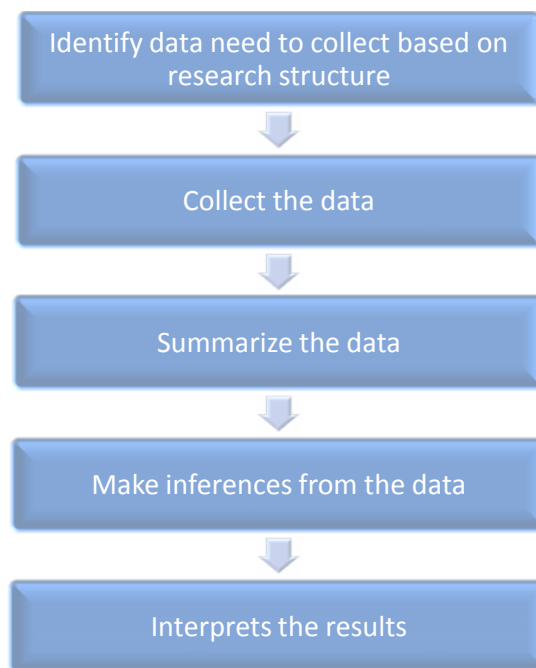 Identify data need to collect based on
research structure
Collect the data
Summarize the data
Make inferences from the data
Interprets the results